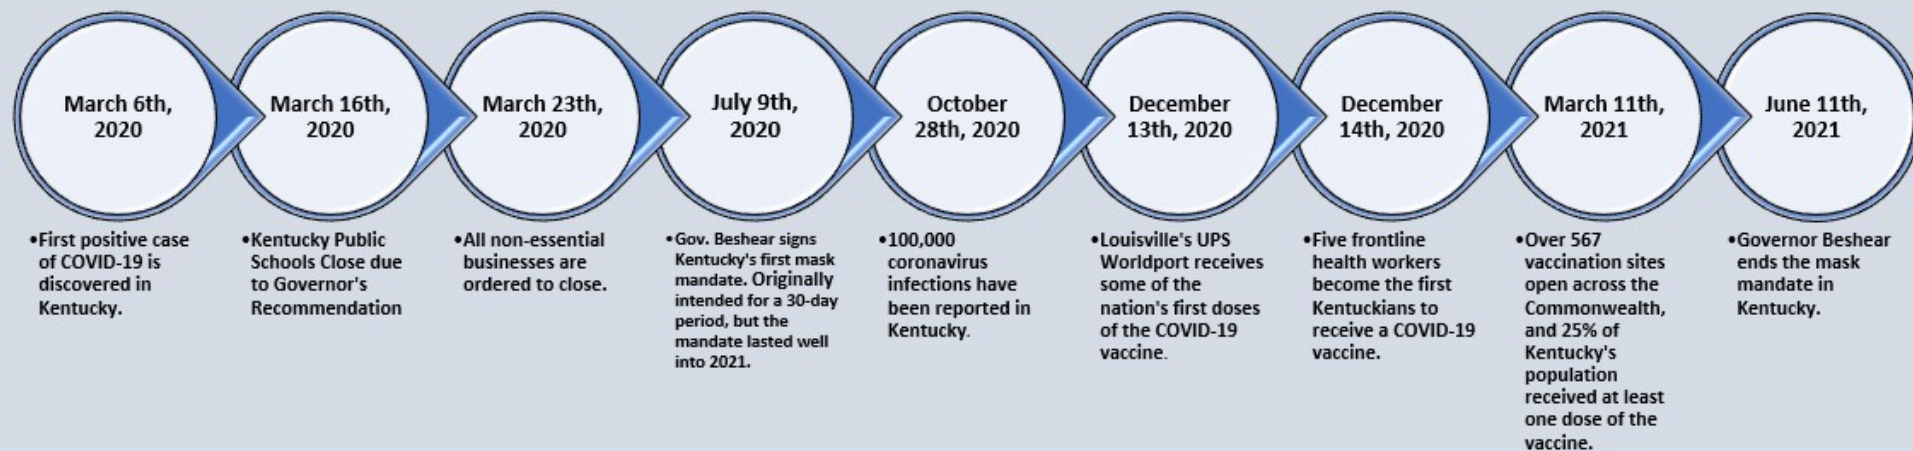 March 6th,
2020
•First positive case
of COVID-19 is
discovered in
Kentucky.
March 16th,
2020
•Kentucky Public
Schools Close due
to Governor's
Recommendation
March 23th,
2020
•All non-essential
businesses are
ordered to close.
July 9th,
2020
•Gov. Beshear signs
Kentucky's first mask
mandate. Originally
intended for a 30-day
period, but the
mandate lasted well
into 2021.
October
28th, 2020
•100,000
coronavirus
infections have
been reported in
Kentucky.
December
13th, 2020
•Louisville's UPS
Worldport receives
some of the
nation's first doses
of the COVID-19
vaccine.
December
14th, 2020
•Five frontline
health workers
become the first
Kentuckians to
receive a COVID-19
vaccine.
March 11th,
2021
•Over 567
vaccination sites
open across the
Commonwealth,
and 25% of
Kentucky's
population
received at least
one dose of the
vaccine.
June 11th,
2021
•Governor Beshear
ends the mask
mandate in
Kentucky.